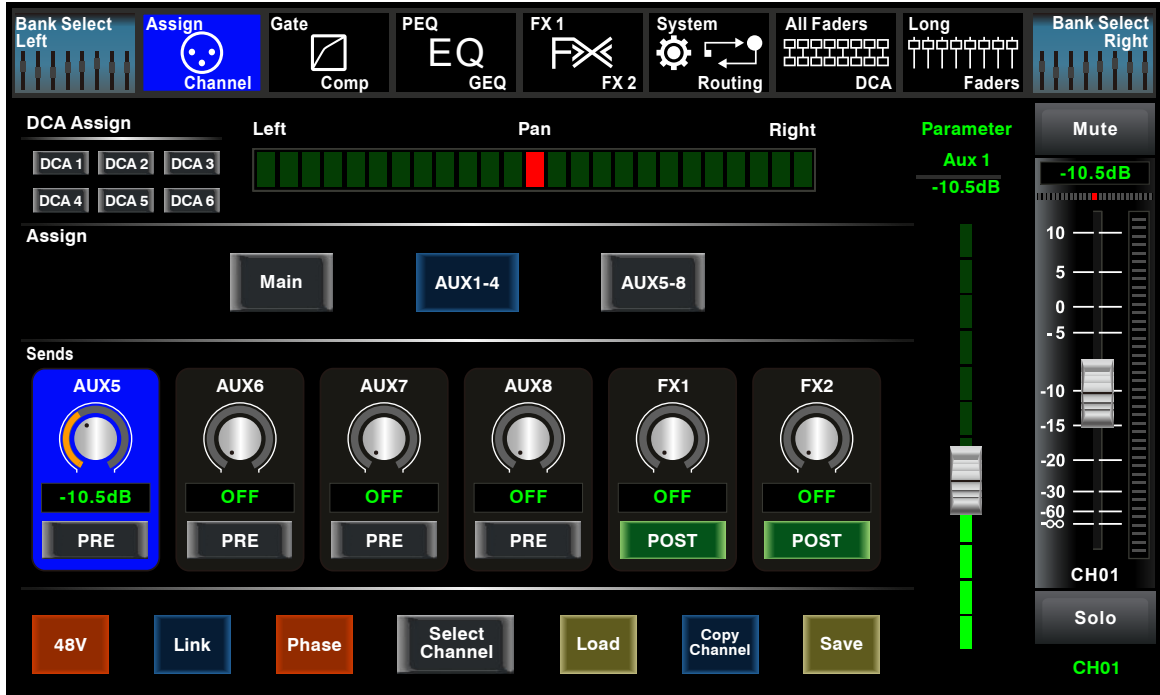 Bank Select
Left
Assign
Channel
Gate
Comp
PEQ
EQ
GEQ
FX 1
FX
FX 2
System
Routing
All Faders
DCA
Long
Faders
Bank Select
Right
DCA Assign
DCA 1
DCA 2
DCA 3
DCA 4
DCA 5
DCA 6
Left
Pan
Right
Parameter
Aux 1
-10.5dB
Mute
-10.5dB
10
5
0
-5
-10
-15
-20
-30
-60
-∞
CH01
Solo
CH01
Assign
Main
AUX1-4
AUX5-8
Sends
AUX5
AUX6
AUX7
AUX8
FX1
FX2
-10.5dB
OFF
OFF
OFF
OFF
OFF
PRE
PRE
PRE
PRE
POST
POST
48V
Link
Phase
Select
Channel
Load
Copy
Channel
Save